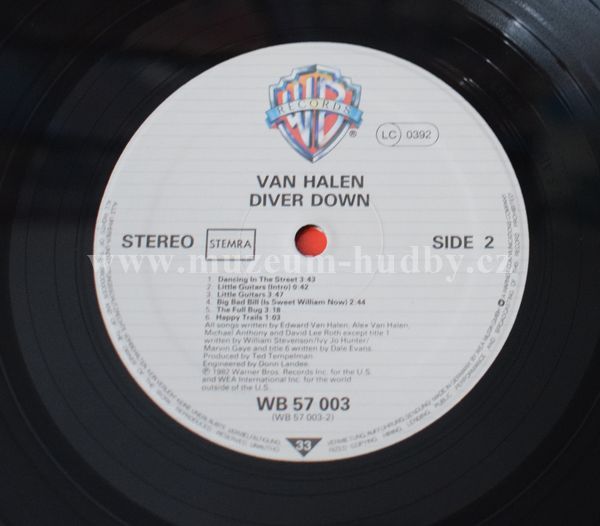 WB
RECORDS
®
LC 0392
VAN HALEN
DIVER DOWN
STEREO STEMRA SIDE 2
www.muzeum-hudby.cz
1. Dancing In The Street 3:43
2. Little Guitars (Intro) 0:42
3. Little Guitars 3:47
4. Big Bad Bill (Is Sweet William Now) 2:44
5. The Full Bug 3:18
6. Happy Trails 1:03
All songs written by Edward Van Halen, Alex Van Halen,
Michael Anthony and David Lee Roth except title 1
written by William Stevenson/Ivy Jo Hunter/
Marvin Gaye and title 6 written by Dale Evans.
Produced by Ted Templeman
Engineered by Donn Landee.
℗ 1982 Warner Bros. Records Inc. for the U.S.
and WEA International Inc. for the world
outside of the U.S.
WB 57 003
(WB 57 003-2)
33